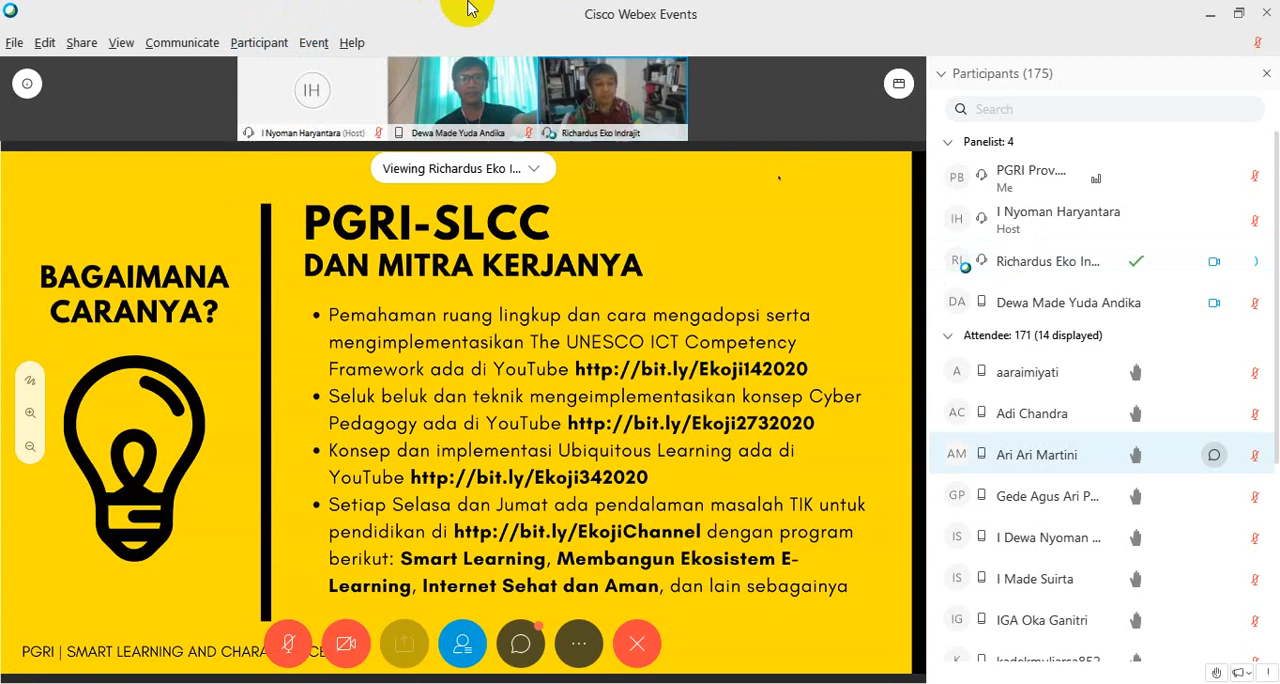 Cisco Webex Events
File Edit Share View Communicate Participant Event Help
IH
I Nyoman Haryantara (Host)
Dewa Made Yuda Andika
Richardus Eko Indrajit
Viewing Richardus Eko I...
BAGAIMANA
CARANYA?
PGRI-SLCC
DAN MITRA KERJANYA
• Pemahaman ruang lingkup dan cara mengadopsi serta
mengimplementasikan The UNESCO ICT Competency
Framework ada di YouTube http://bit.ly/Ekoji142020
• Seluk beluk dan teknik mengeimplementasikan konsep Cyber
Pedagogy ada di YouTube http://bit.ly/Ekoji2732020
• Konsep dan implementasi Ubiquitous Learning ada di
YouTube http://bit.ly/Ekoji342020
• Setiap Selasa dan Jumat ada pendalaman masalah TIK untuk
pendidikan di http://bit.ly/EkojiChannel dengan program
berikut: Smart Learning, Membangun Ekosistem E-
Learning, Internet Sehat dan Aman, dan lain sebagainya
PGRI | SMART LEARNING AND CHARA
Participants (175)
Search
Panelist: 4
PB PGRI Prov....
Me
IH I Nyoman Haryantara
Host
RI Richardus Eko In...
DA Dewa Made Yuda Andika
Attendee: 171 (14 displayed)
A aaraimiyati
AC Adi Chandra
AM Ari Ari Martini
GP Gede Agus Ari P...
IS I Dewa Nyoman ...
IS I Made Suirta
IG IGA Oka Ganitri
K kadekmuliarsa852